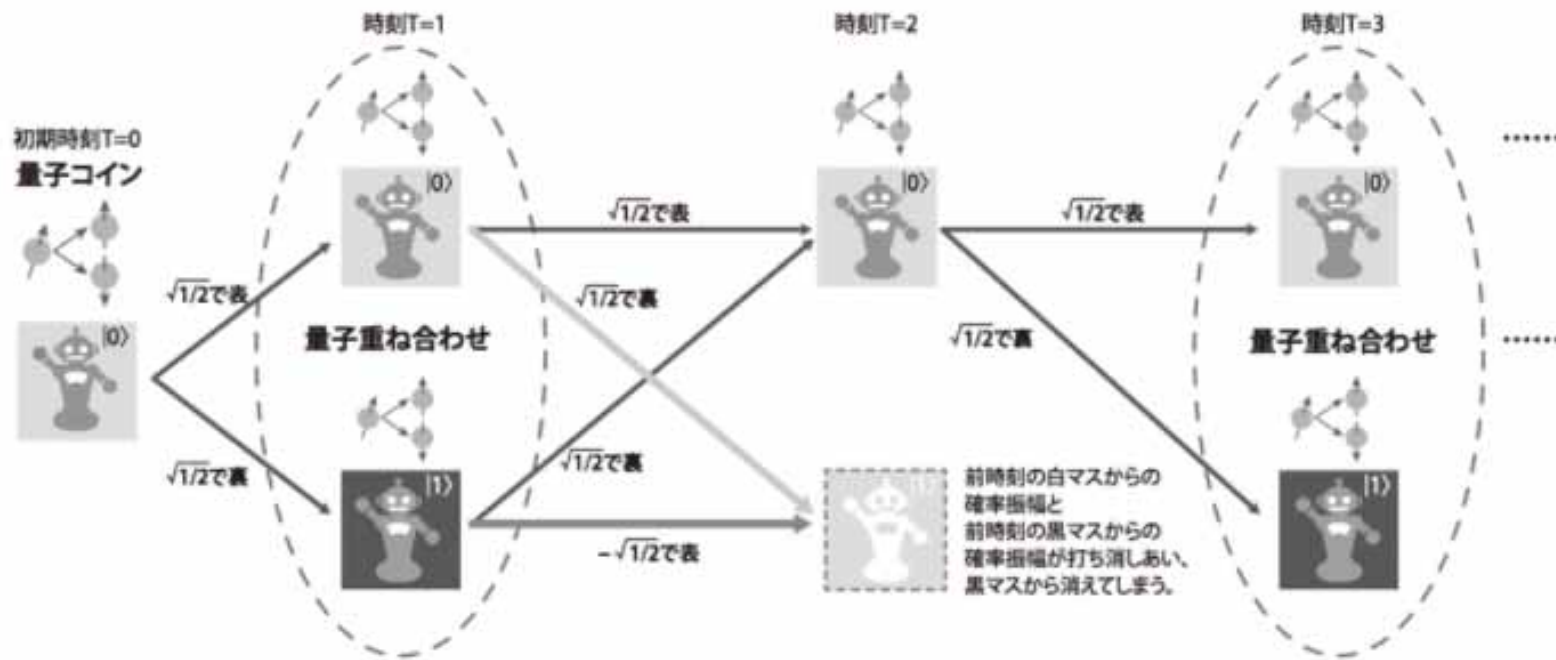 初期時刻T=0
量子コイン
|0⟩
√1/2で表
√1/2で裏
時刻T=1
|0⟩
量子重ね合わせ
|1⟩
√1/2で表
√1/2で裏
√1/2で裏
−√1/2で表
時刻T=2
|0⟩
前時刻の白マスからの
確率振幅と
前時刻の黒マスからの
確率振幅が打ち消しあい、
黒マスから消えてしまう。
√1/2で表
√1/2で裏
時刻T=3
|0⟩
量子重ね合わせ
|1⟩
……
……